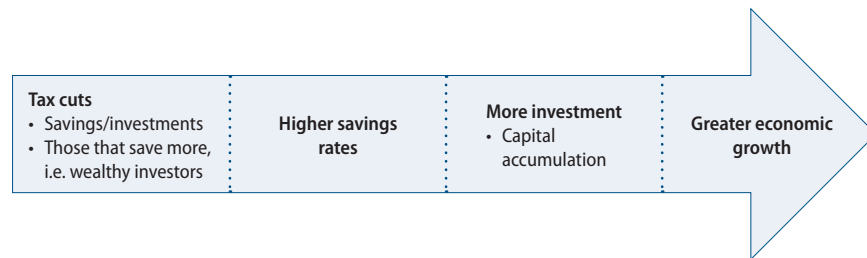 Tax cuts
• Savings/investments
• Those that save more,
i.e. wealthy investors
Higher savings
rates
More investment
• Capital
accumulation
Greater economic
growth